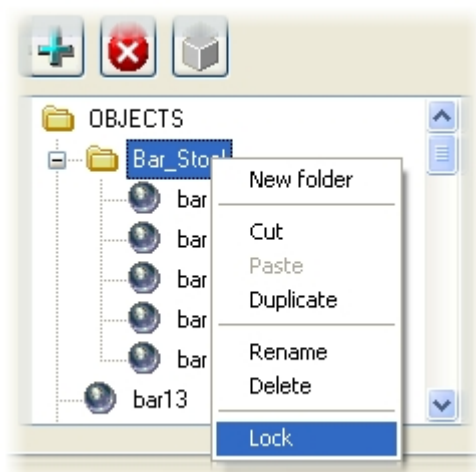 OBJECTS
Bar_Stool
New folder
bar
Cut
bar
Paste
bar
Duplicate
bar
Rename
bar
Delete
bar13
Lock